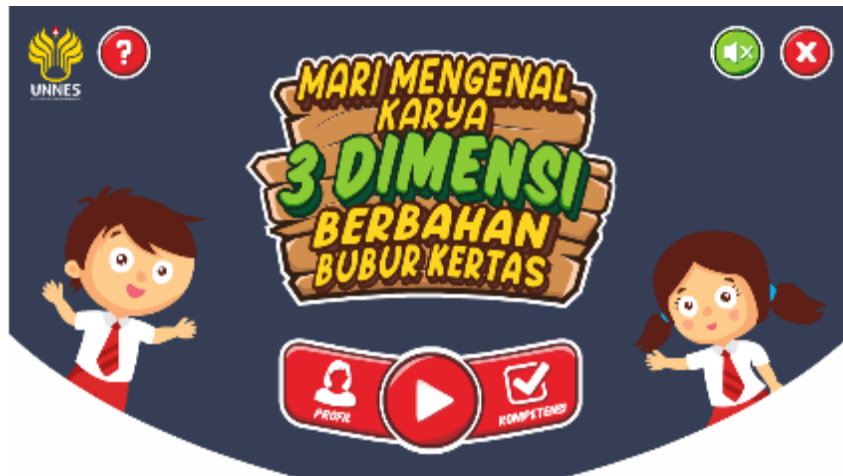 UNNES
?
MARI MENGENAL
KARYA
3 DIMENSI
BERBAHAN
BUBUR KERTAS
PROFIL
KOMPETENSI